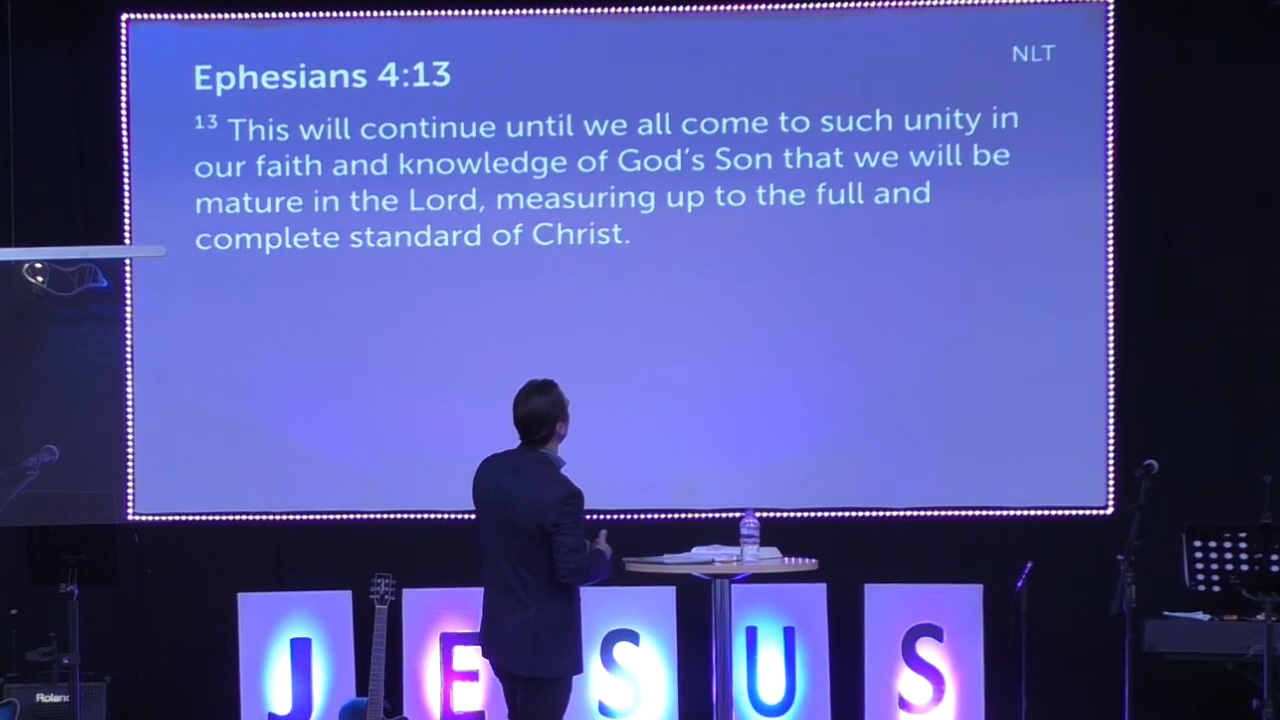 NLT
Ephesians 4:13
13 This will continue until we all come to such unity in
our faith and knowledge of God's Son that we will be
mature in the Lord, measuring up to the full and
complete standard of Christ.
JESUS
Roland